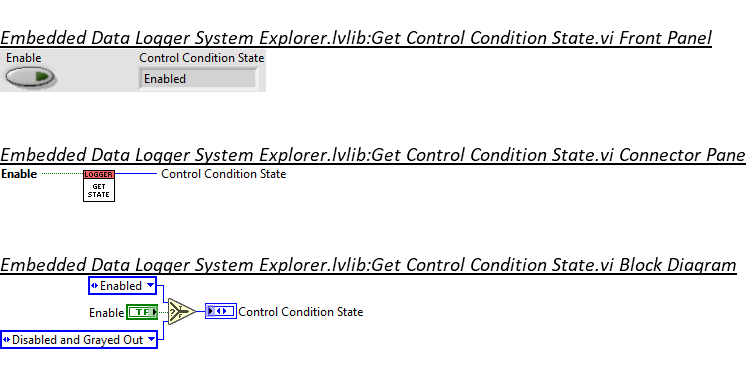 Embedded Data Logger System Explorer.lvlib:Get Control Condition State.vi Front Panel
Enable Control Condition State
Enabled
Embedded Data Logger System Explorer.lvlib:Get Control Condition State.vi Connector Pane
Enable LOGGER Control Condition State
GET
STATE
Embedded Data Logger System Explorer.lvlib:Get Control Condition State.vi Block Diagram
Enabled
Enable TF ? T F Control Condition State
Disabled and Grayed Out